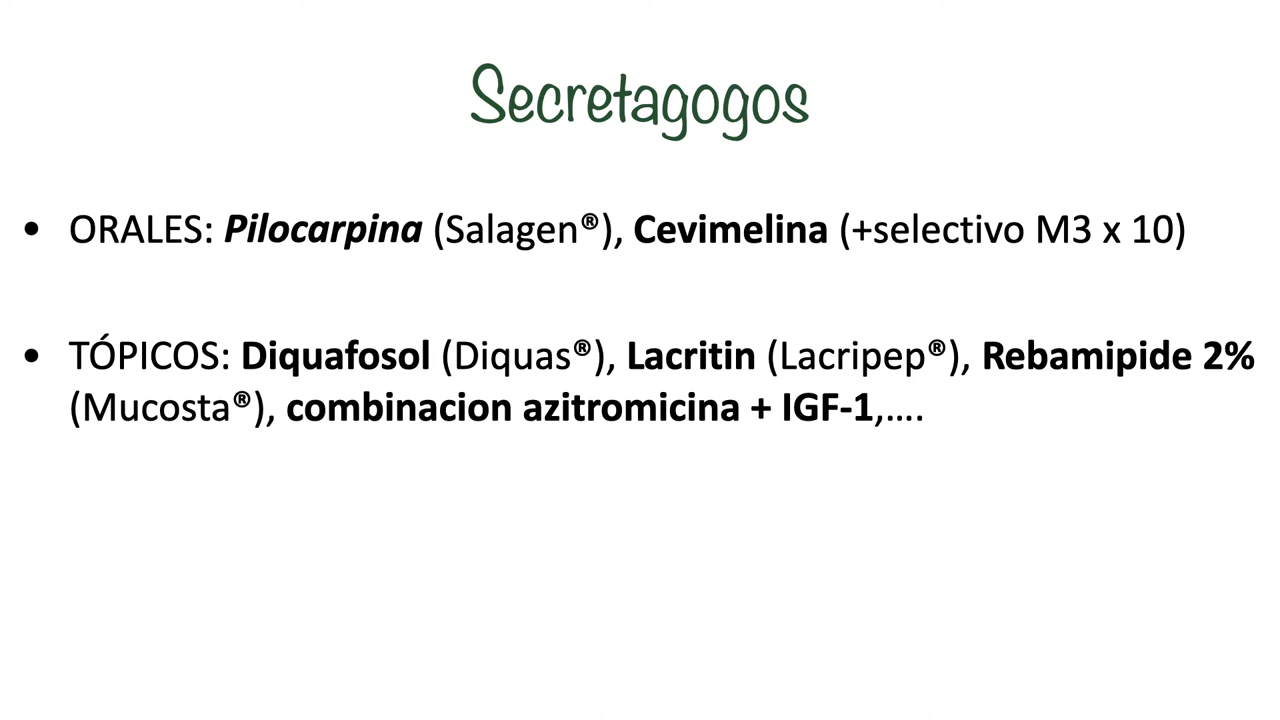 Secretagogos
• ORALES: Pilocarpina (Salagen®), Cevimelina (+selectivo M3 x 10)
• TÓPICOS: Diquafosol (Diquas®), Lacritin (Lacripep®), Rebamipide 2%
(Mucosta®), combinacion azitromicina + IGF-1,....